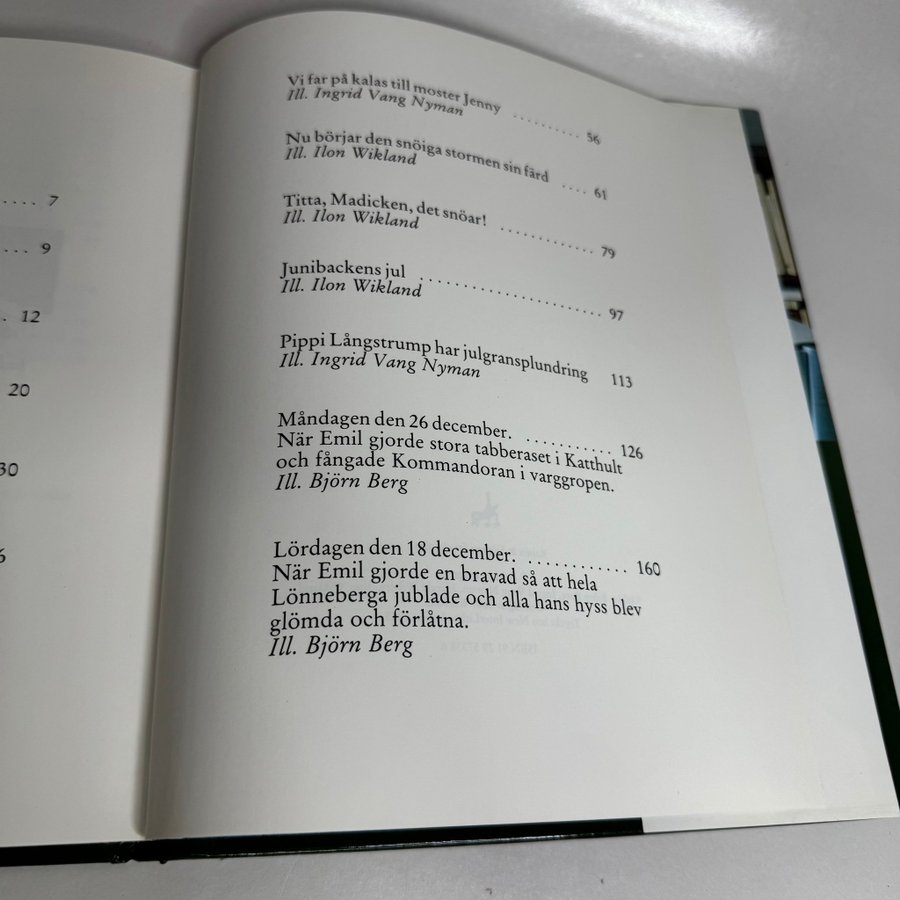 .... 7
... 9
. 12
20
30
6
Vi far på kalas till moster Jenny .......... 56
Ill. Ingrid Vang Nyman
Nu börjar den snöiga stormen sin färd .... 61
Ill. Ilon Wikland
Titta, Madicken, det snöar! .............. 79
Ill. Ilon Wikland
Junibackens jul ........................ 97
Ill. Ilon Wikland
Pippi Långstrump har julgransplundring 113
Ill. Ingrid Vang Nyman
Måndagen den 26 december. ........... 126
När Emil gjorde stora tabberaset i Katthult
och fångade Kommandoran i varggropen.
Ill. Björn Berg
Lördagen den 18 december. ............ 160
När Emil gjorde en bravad så att hela
Lönneberga jublade och alla hans hyss blev
glömda och förlåtna.
Ill. Björn Berg